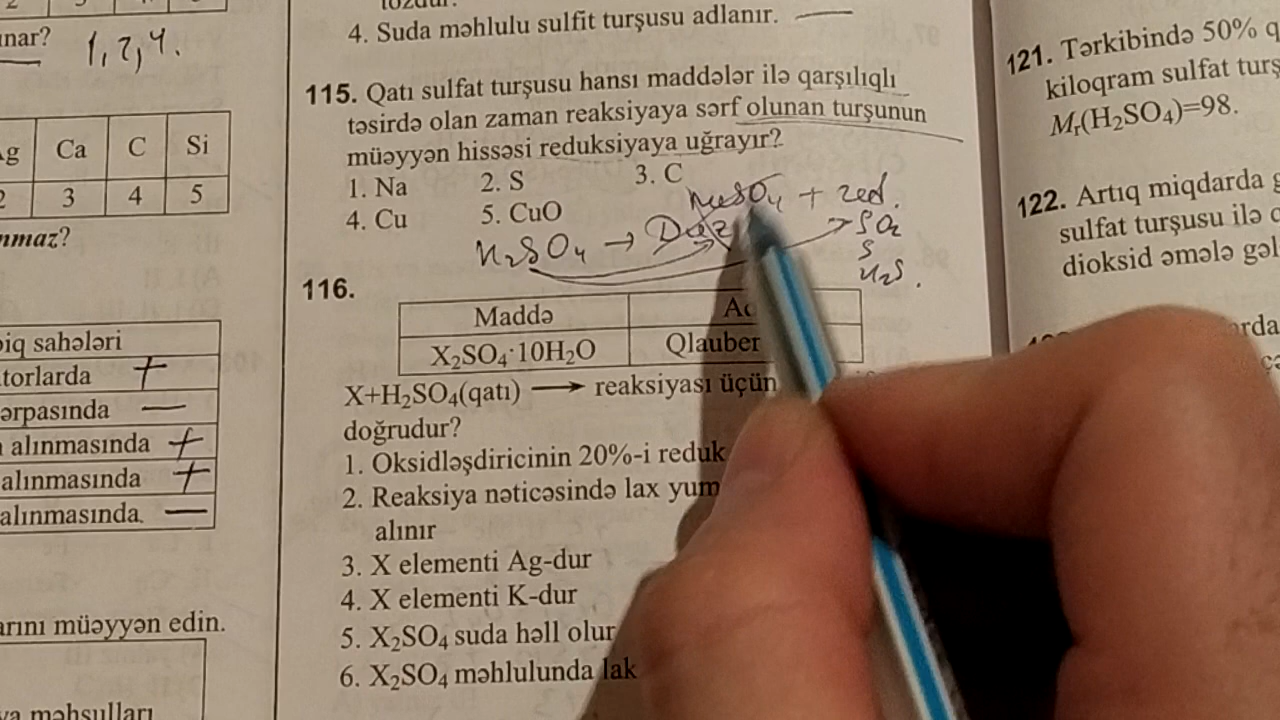 nar?
1, 2, 4.
Ca C Si
2 3 4 5
nmaz?
iq sahələri
torlarda +
ərpasında —
alınmasında +
alınmasında +
alınmasında. —
arını müəyyən edin.
va məhsulları
4. Suda məhlulu sulfit turşusu adlanır. —
115. Qatı sulfat turşusu hansı maddələr ilə qarşılıqlı
təsirdə olan zaman reaksiyaya sərf olunan turşunun
müəyyən hissəsi reduksiyaya uğrayır?
1. Na 2. S 3. C
4. Cu 5. CuO
MeSO4 + red.
H2SO4 → SO2
S
H2S.
116.
Maddə
X₂SO₄·10H₂O Qlauber
X+H₂SO₄(qatı) ⟶ reaksiyası üçün
doğrudur?
1. Oksidləşdiricinin 20%-i reduk
2. Reaksiya nəticəsində lax yum
alınır
3. X elementi Ag-dur
4. X elementi K-dur
5. X₂SO₄ suda həll olur
6. X₂SO₄ məhlulunda lak
121. Tərkibində 50% q
kiloqram sulfat turş
Mᵣ(H₂SO₄)=98.
122. Artıq miqdarda
sulfat turşusu ilə
dioksid əmələ gəl